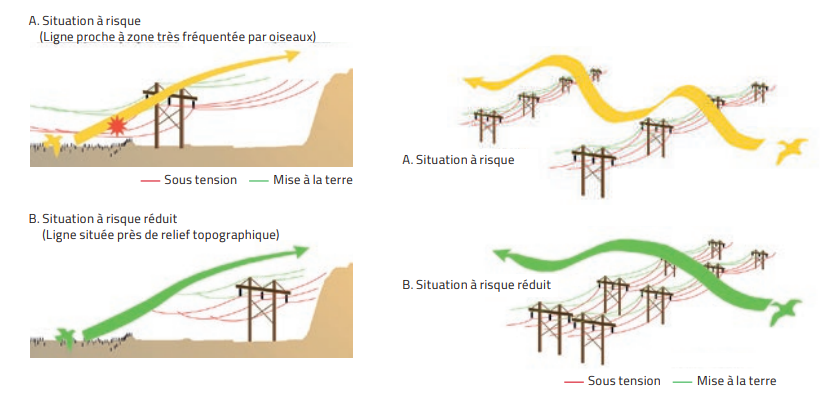 A. Situation à risque
(Ligne proche à zone très fréquentée par oiseaux)
Sous tension
Mise à la terre
B. Situation à risque réduit
(Ligne située près de relief topographique)
A. Situation à risque
B. Situation à risque réduit
Sous tension
Mise à la terre